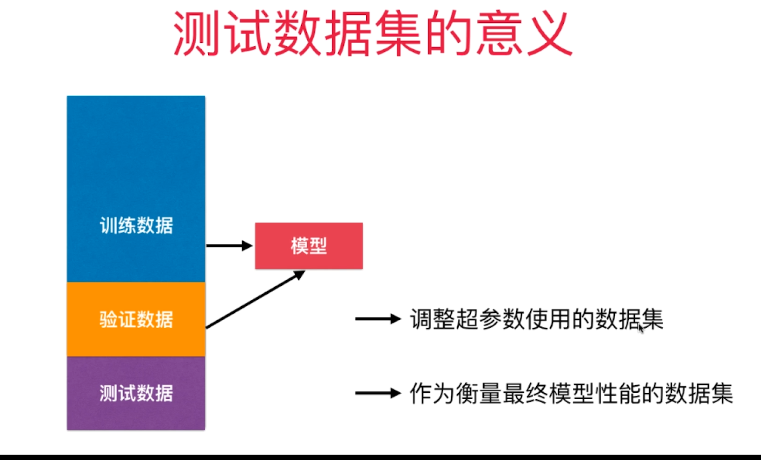 测试数据集的意义
训练数据
模型
验证数据
调整超参数使用的数据集
测试数据
作为衡量最终模型性能的数据集